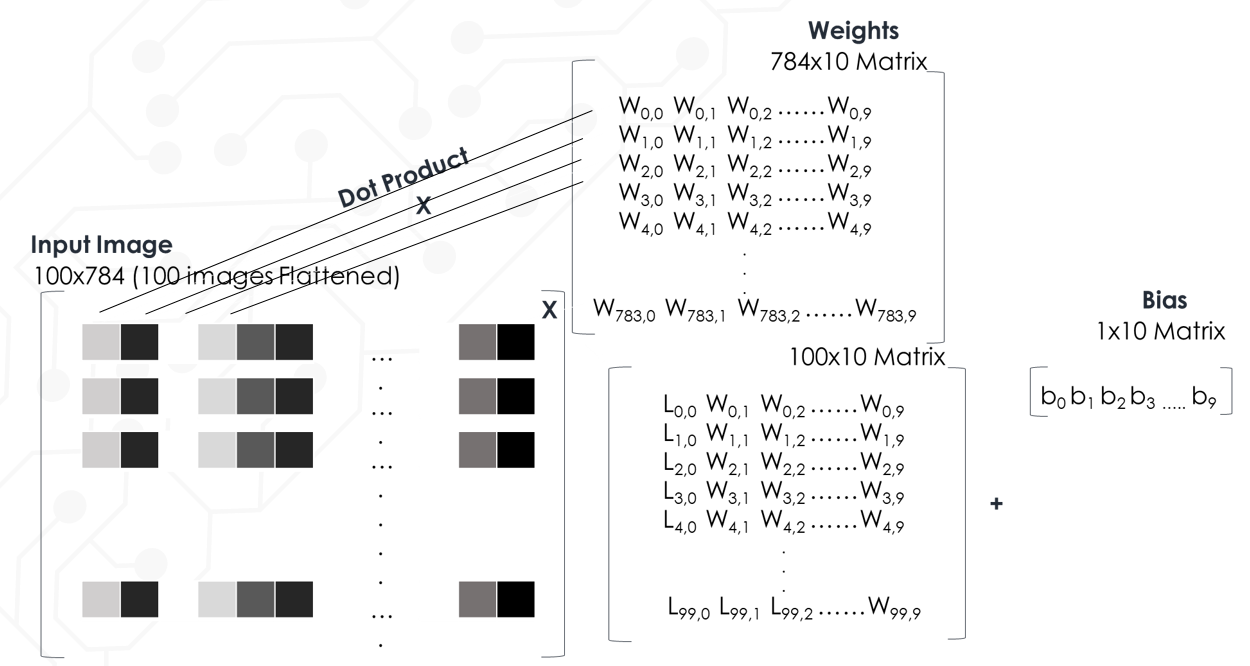 Weights
784x10 Matrix
W0,0 W0,1 W0,2 ......W0,9
W1,0 W1,1 W1,2 ......W1,9
W2,0 W2,1 W2,2 ......W2,9
W3,0 W3,1 W3,2 ......W3,9
W4,0 W4,1 W4,2 ......W4,9
.
.
.
W783,0 W783,1 W783,2 ......W783,9
Dot Product
X
Input Image
100x784 (100 images Flattened)
X
...
.
...
.
...
.
.
.
.
...
.
100x10 Matrix
L0,0 W0,1 W0,2 ......W0,9
L1,0 W1,1 W1,2 ......W1,9
L2,0 W2,1 W2,2 ......W2,9
L3,0 W3,1 W3,2 ......W3,9
L4,0 W4,1 W4,2 ......W4,9
.
.
.
L99,0 L99,1 L99,2 ......W99,9
+
Bias
1x10 Matrix
b0 b1 b2 b3 ..... b9